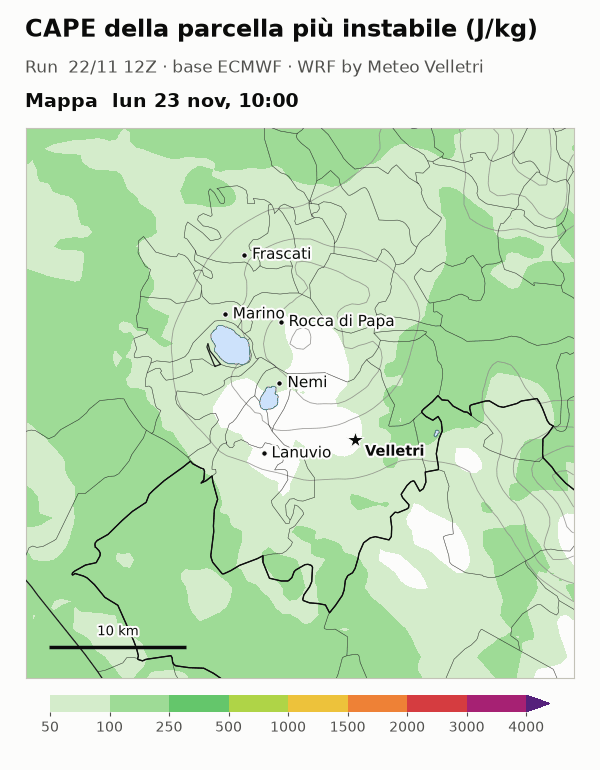 CAPE della parcella più instabile (J/kg)
Run  22/11 12Z · base ECMWF · WRF by Meteo Velletri
Mappa  lun 23 nov, 10:00
Frascati
Marino
Rocca di Papa
Nemi
Velletri
Lanuvio
10 km
50 100 250 500 1000 1500 2000 3000 4000